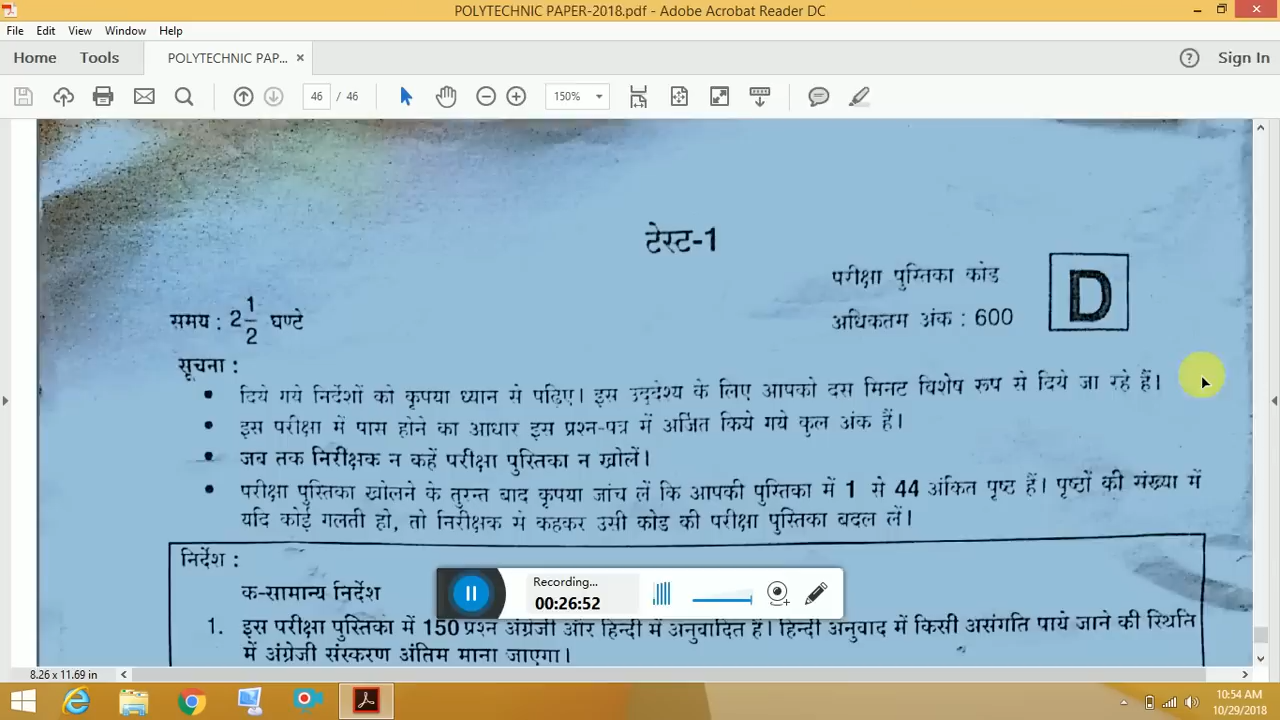 POLYTECHNIC PAPER-2018.pdf - Adobe Acrobat Reader DC
File Edit View Window Help
Home Tools POLYTECHNIC PAP... × Sign In
46 / 46 150%
टेस्ट-1
परीक्षा पुस्तिका कोड D
समय : 2 1/2 घण्टे अधिकतम अंक : 600
सूचना :
• दिये गये निर्देशों को कृपया ध्यान से पढ़िए। इस उद्देश्य के लिए आपको दस मिनट विशेष रूप से दिये जा रहे हैं।
• इस परीक्षा में पास होने का आधार इस प्रश्न-पत्र में अर्जित किये गये कुल अंक हैं।
• जब तक निरीक्षक न कहें परीक्षा पुस्तिका न खोलें।
• परीक्षा पुस्तिका खोलने के तुरन्त बाद कृपया जांच लें कि आपकी पुस्तिका में 1 से 44 अंकित पृष्ठ हैं। पृष्ठों की संख्या में
यदि कोई गलती हो, तो निरीक्षक से कहकर उसी कोड की परीक्षा पुस्तिका बदल लें।
निर्देश :
क-सामान्य निर्देश
Recording...
00:26:52
1. इस परीक्षा पुस्तिका में 150 प्रश्न अंग्रेजी और हिन्दी में अनुवादित हैं। हिन्दी अनुवाद में किसी असंगति पाये जाने की स्थिति
में अंग्रेजी संस्करण अंतिम माना जाएगा।
8.26 x 11.69 in
10:54 AM
10/29/2018